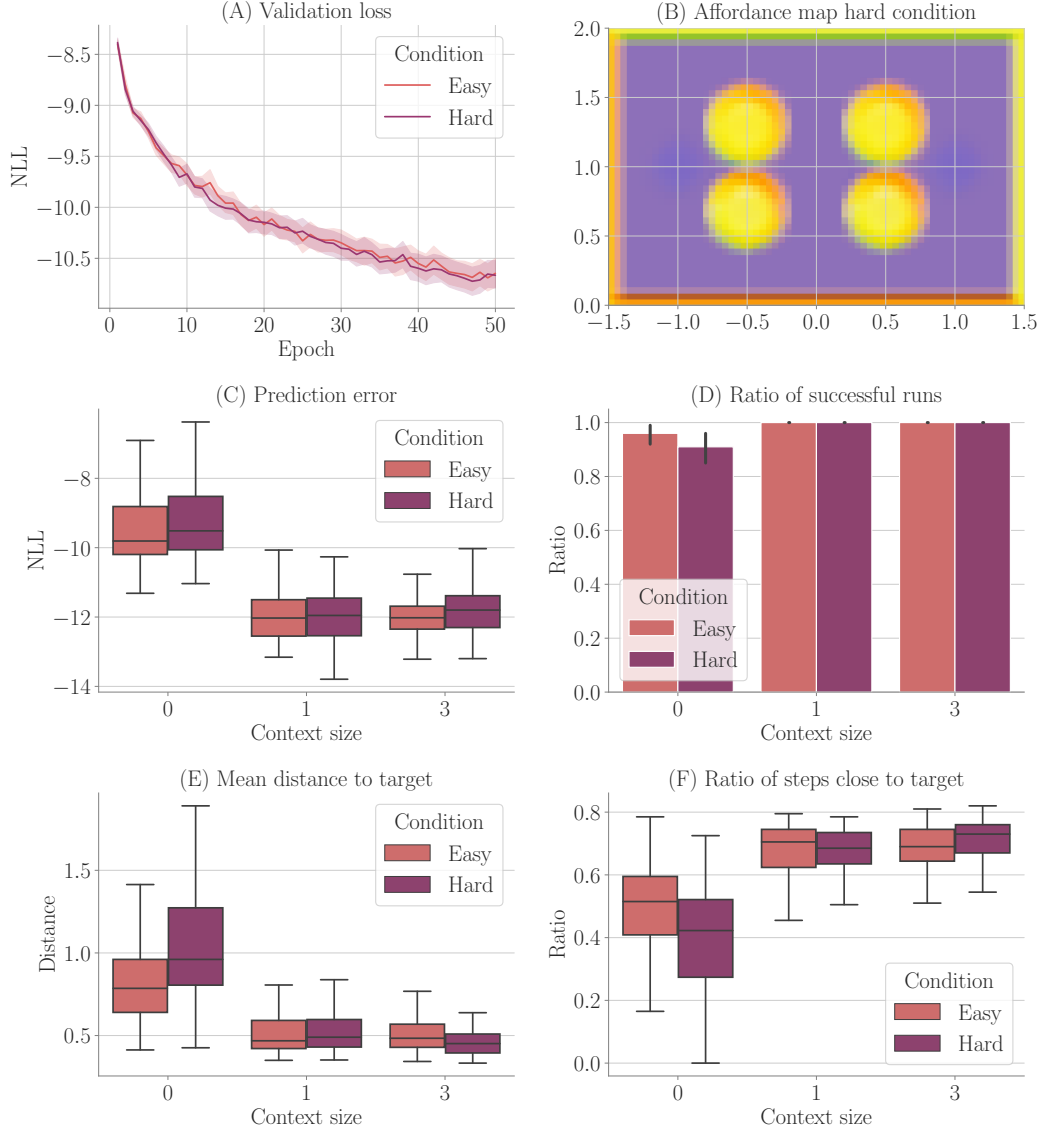 (A) Validation loss
NLL
−8.5
−9.0
−9.5
−10.0
−10.5
Condition
Easy
Hard
0
10
20
30
40
50
Epoch
(B) Affordance map hard condition
2.0
1.5
1.0
0.5
0.0
−1.5
−1.0
−0.5
0.0
0.5
1.0
1.5
(C) Prediction error
NLL
−8
−10
−12
−14
Condition
Easy
Hard
0
1
3
Context size
(D) Ratio of successful runs
Ratio
1.0
0.8
0.6
0.4
0.2
0.0
Condition
Easy
Hard
0
1
3
Context size
(E) Mean distance to target
Distance
1.5
1.0
0.5
Condition
Easy
Hard
0
1
3
Context size
(F) Ratio of steps close to target
Ratio
0.8
0.6
0.4
0.2
0.0
Condition
Easy
Hard
0
1
3
Context size